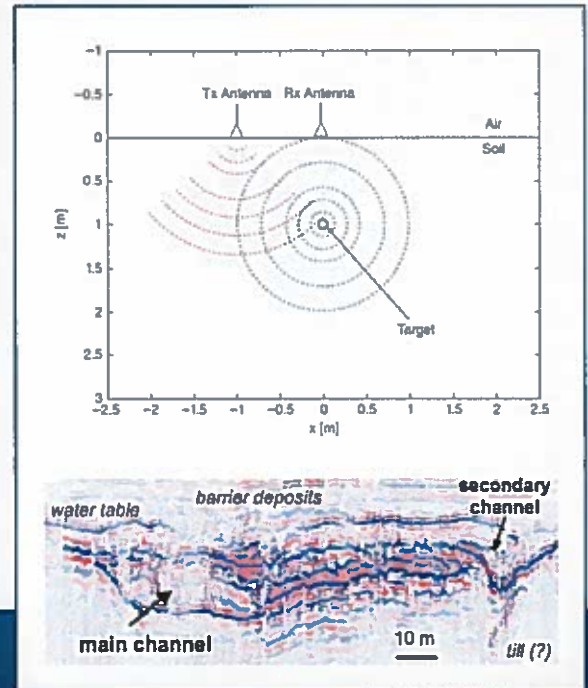 -1
-0.5
0
0.5
1
1.5
2
2.5
3
z [m]
Tx Antenna Rx Antenna
Air
Soil
Target
-2.5 -2 -1.5 -1 -0.5 0 0.5 1 1.5 2 2.5
x [m]
water table
barrier deposits
secondary
channel
main channel
10 m
till (?)